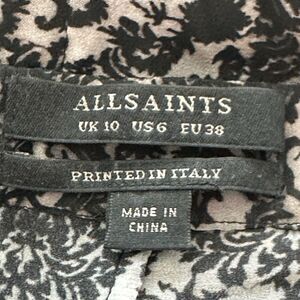 ALLSAINTS
UK 10 US 6 EU 38
PRINTED IN ITALY
MADE IN
CHINA